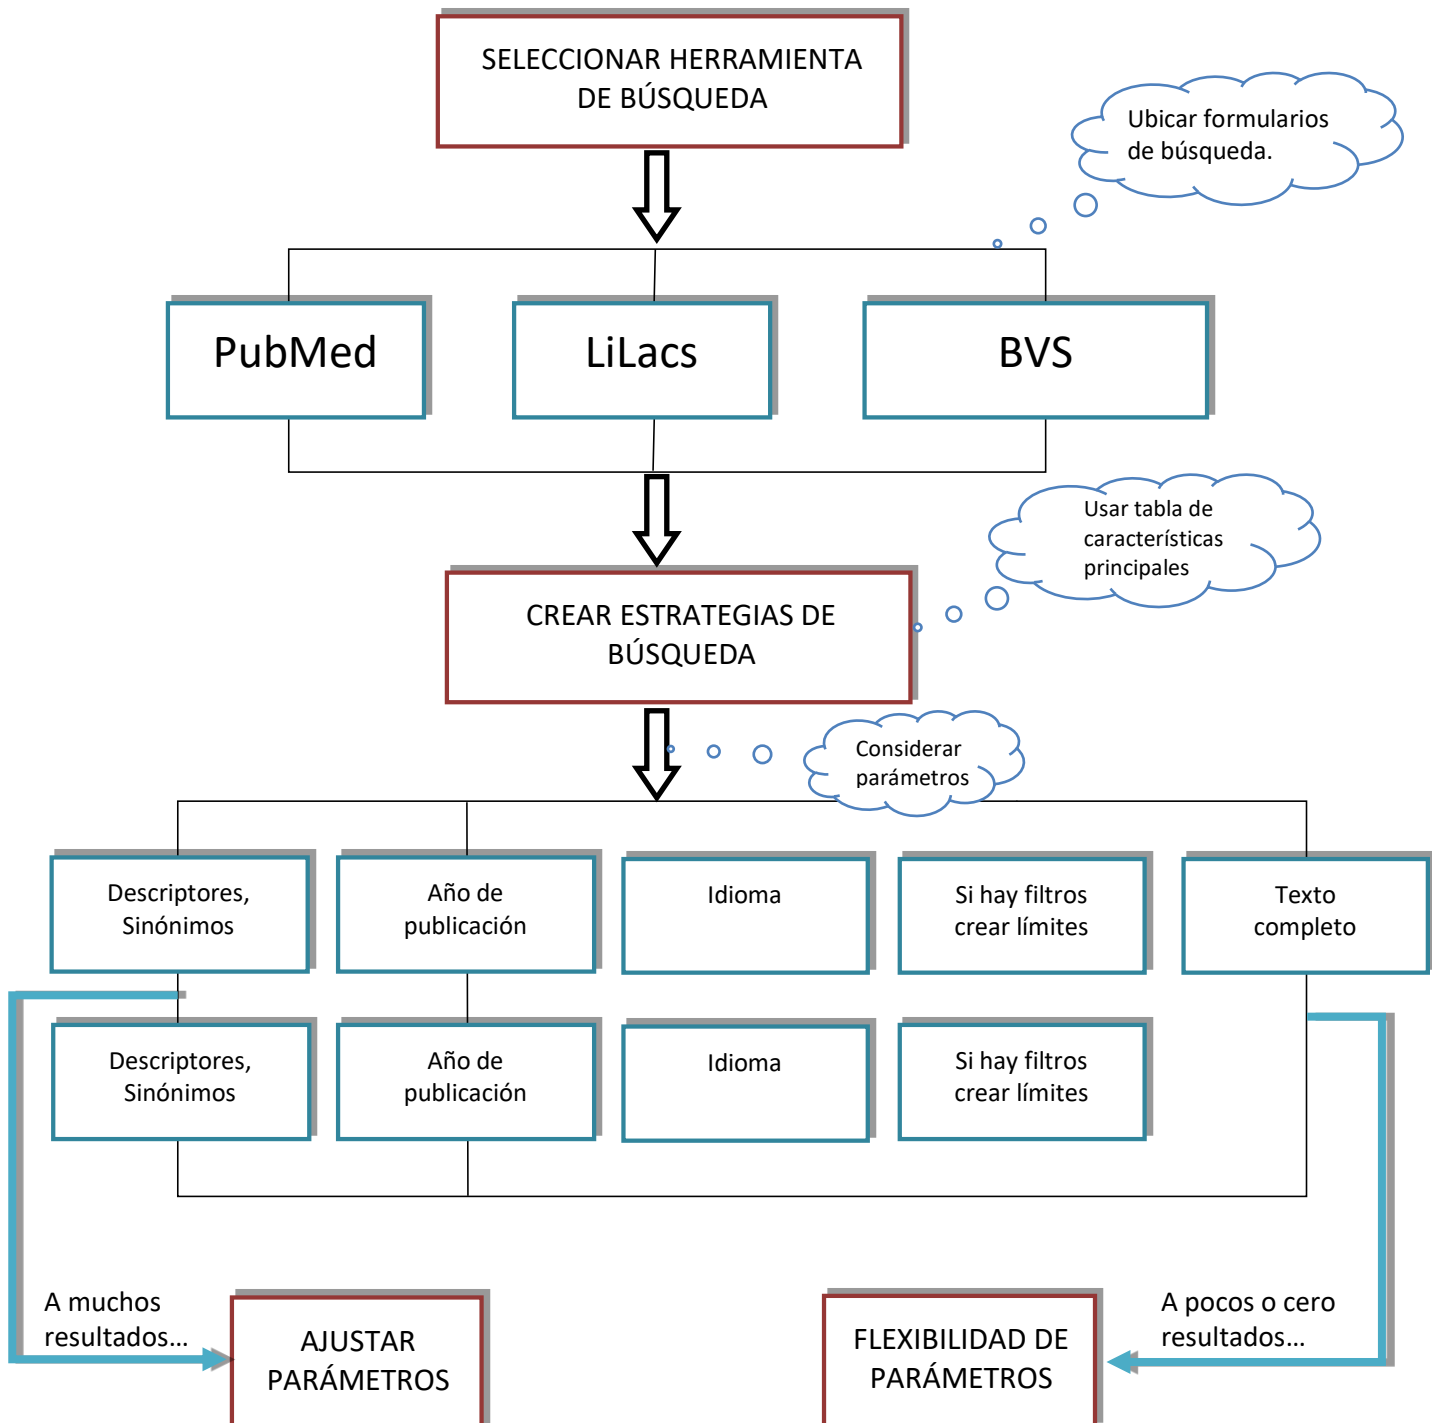 SELECCIONAR HERRAMIENTA
DE BÚSQUEDA
Ubicar formularios
de búsqueda.
PubMed
LiLacs
BVS
Usar tabla de
características
principales
CREAR ESTRATEGIAS DE
BÚSQUEDA
Considerar
parámetros
Descriptores,
Sinónimos
Año de
publicación
Idioma
Si hay filtros
crear límites
Texto
completo
Descriptores,
Sinónimos
Año de
publicación
Idioma
Si hay filtros
crear límites
A muchos
resultados...
AJUSTAR
PARÁMETROS
FLEXIBILIDAD DE
PARÁMETROS
A pocos o cero
resultados...